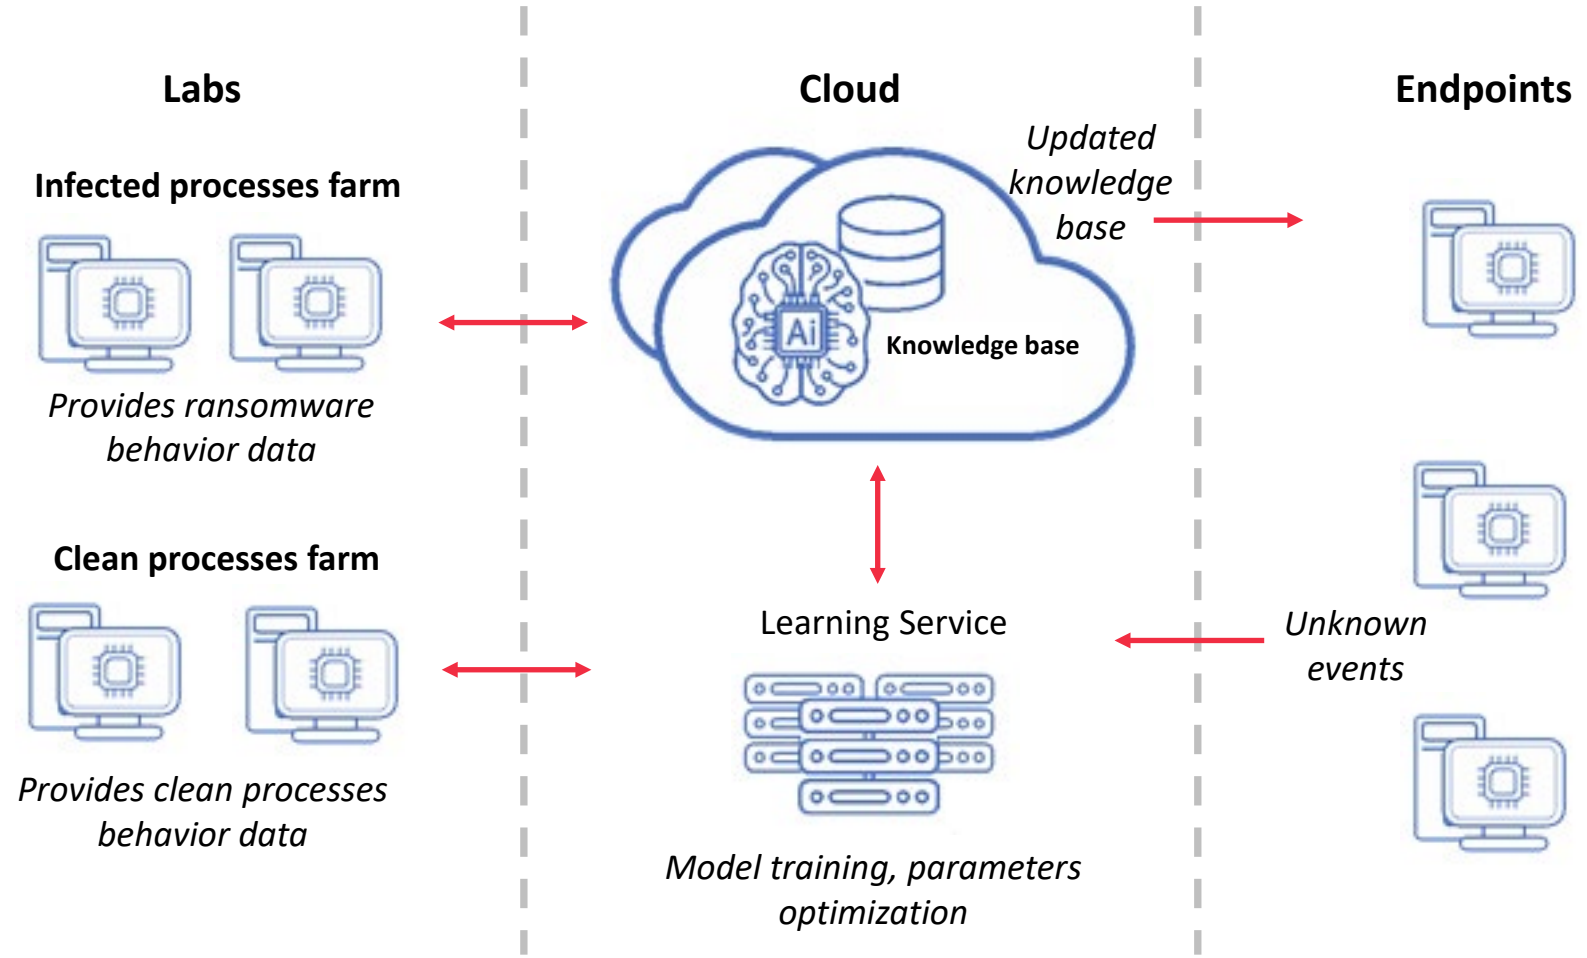 Labs
Infected processes farm
Provides ransomware
behavior data
Clean processes farm
Provides clean processes
behavior data
Cloud
Updated
knowledge
base
Ai
Knowledge base
Learning Service
Model training, parameters
optimization
Endpoints
Unknown
events